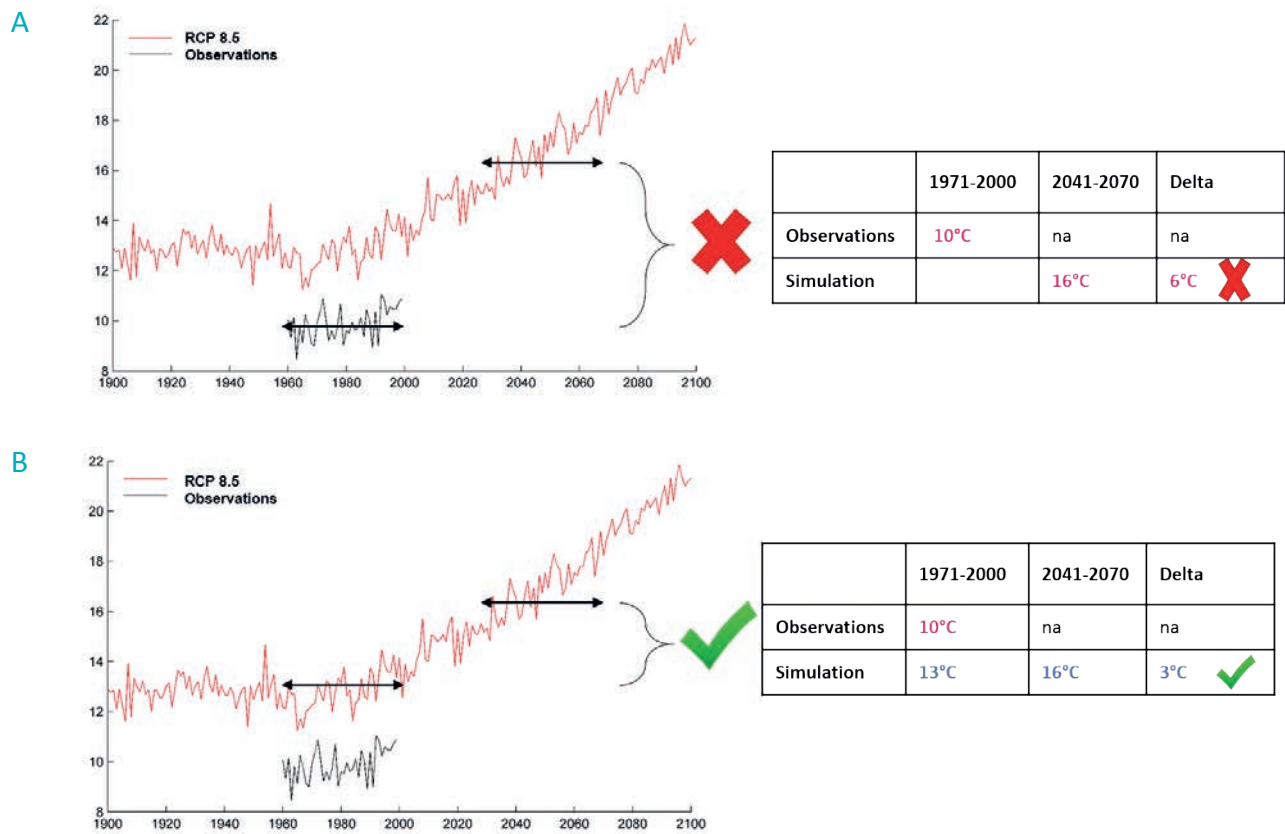 A
22
20
18
16
14
12
10
8
RCP 8.5
Observations
1900 1920 1940 1960 1980 2000 2020 2040 2060 2080 2100
1971-2000 2041-2070 Delta
Observations 10°C na na
Simulation 16°C 6°C
B
22
20
18
16
14
12
10
8
RCP 8.5
Observations
1900 1920 1940 1960 1980 2000 2020 2040 2060 2080 2100
1971-2000 2041-2070 Delta
Observations 10°C na na
Simulation 13°C 16°C 3°C